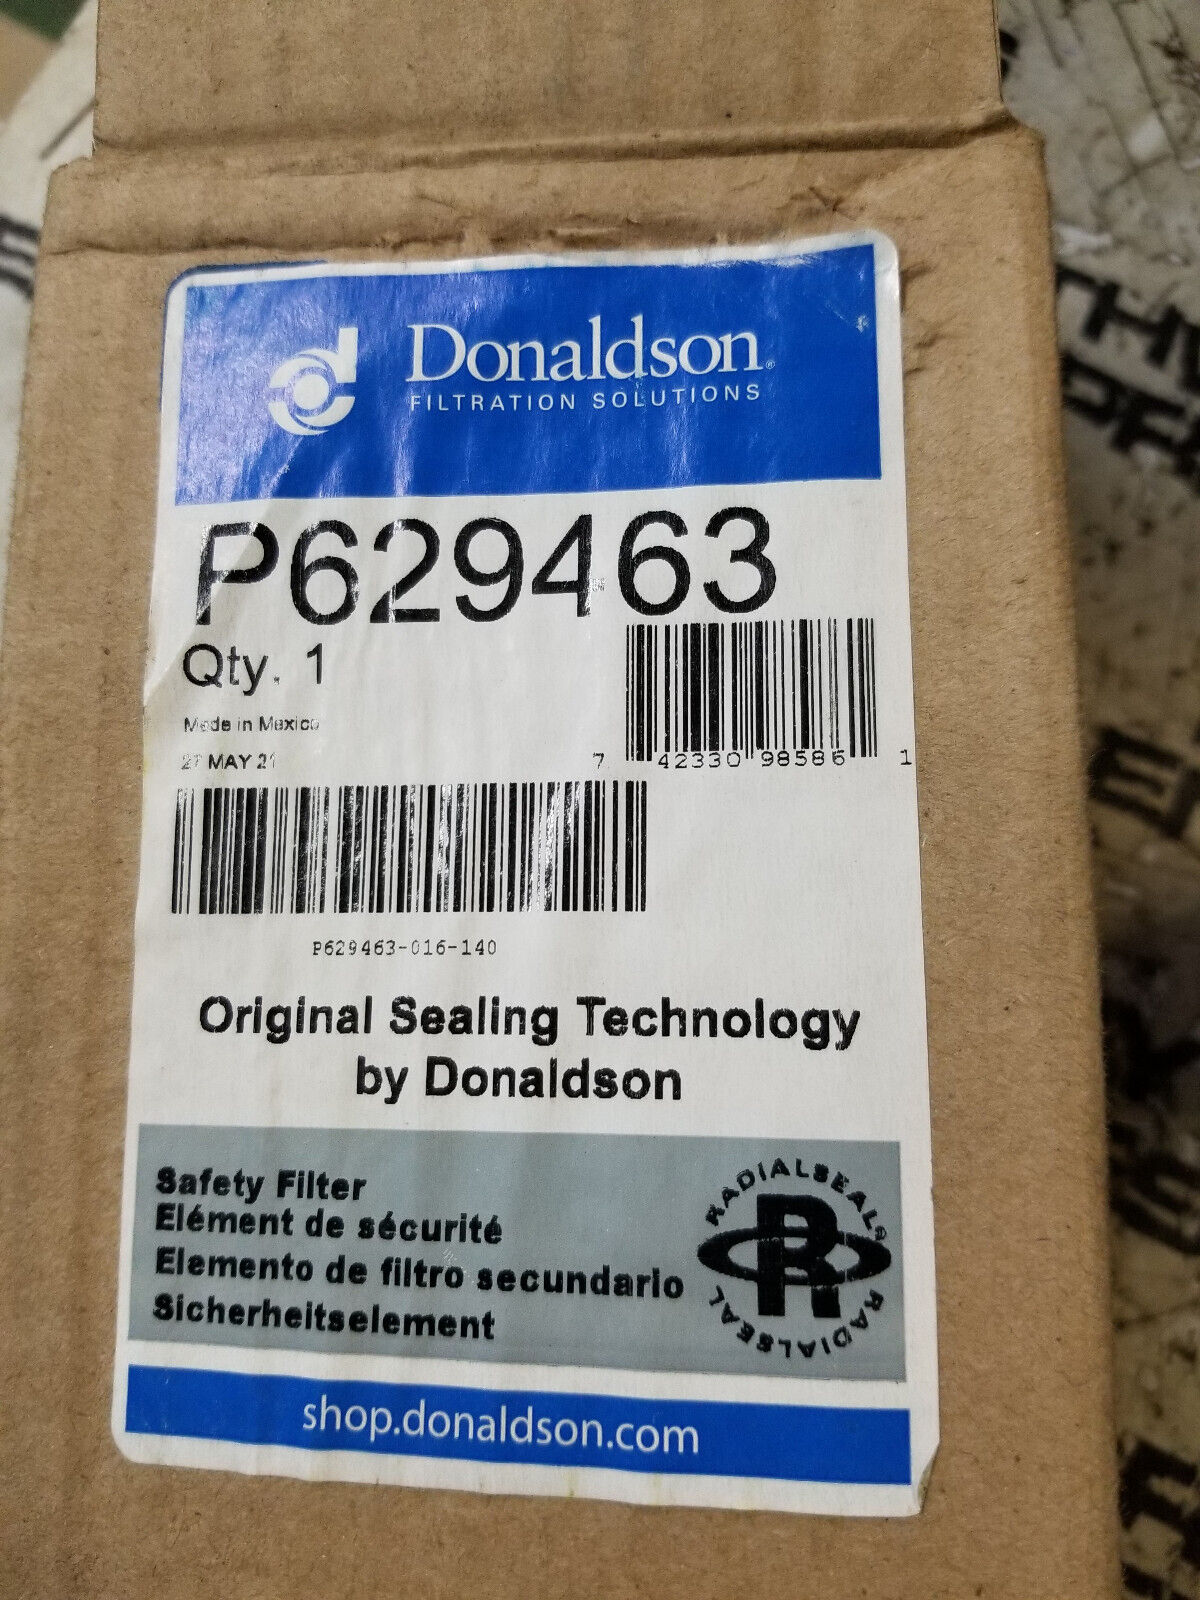 Donaldson®
FILTRATION SOLUTIONS
P629463
Qty. 1
Made in Mexico
27 MAY 21
7 42330 98586 1
P629463-016-140
Original Sealing Technology
by Donaldson
Safety Filter
Elément de sécurité
Elemento de filtro secundario
Sicherheitselement
RADIALSEAL®
R
RADIALSEAL
shop.donaldson.com